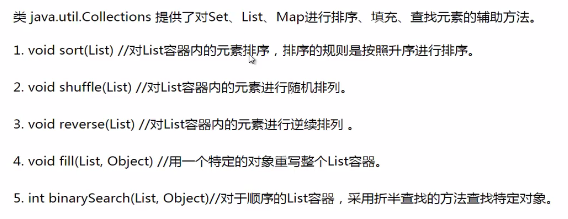 类 java.util.Collections 提供了对Set、List、Map进行排序、填充、查找元素的辅助方法。
1. void sort(List) //对List容器内的元素排序，排序的规则是按照升序进行排序。
2. void shuffle(List) //对List容器内的元素进行随机排列。
3. void reverse(List) //对List容器内的元素进行逆续排列 。
4. void fill(List, Object) //用一个特定的对象重写整个List容器。
5. int binarySearch(List, Object)//对于顺序的List容器，采用折半查找的方法查找特定对象。